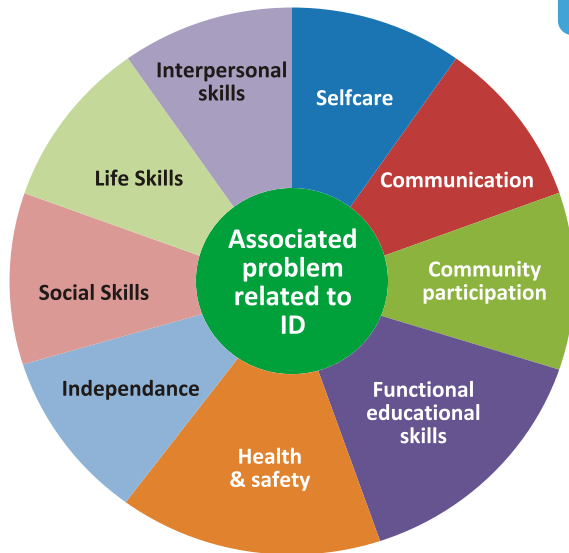 Associated
problem
related to
ID
Selfcare
Communication
Community
participation
Functional
educational
skills
Health
& safety
Independance
Social Skills
Life Skills
Interpersonal
skills